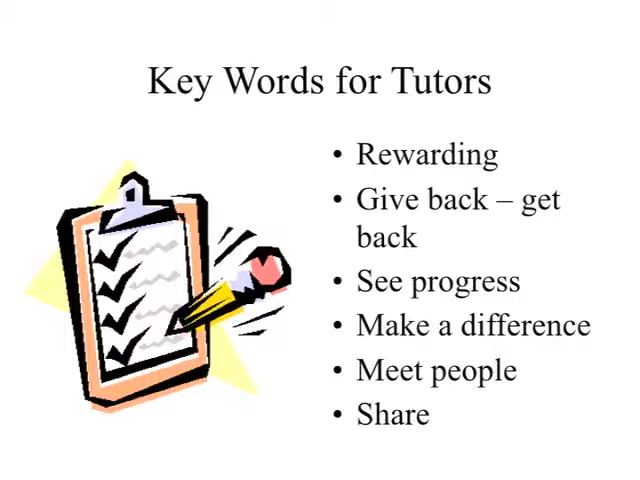 Key Words for Tutors
• Rewarding
• Give back – get
back
• See progress
• Make a difference
• Meet people
• Share